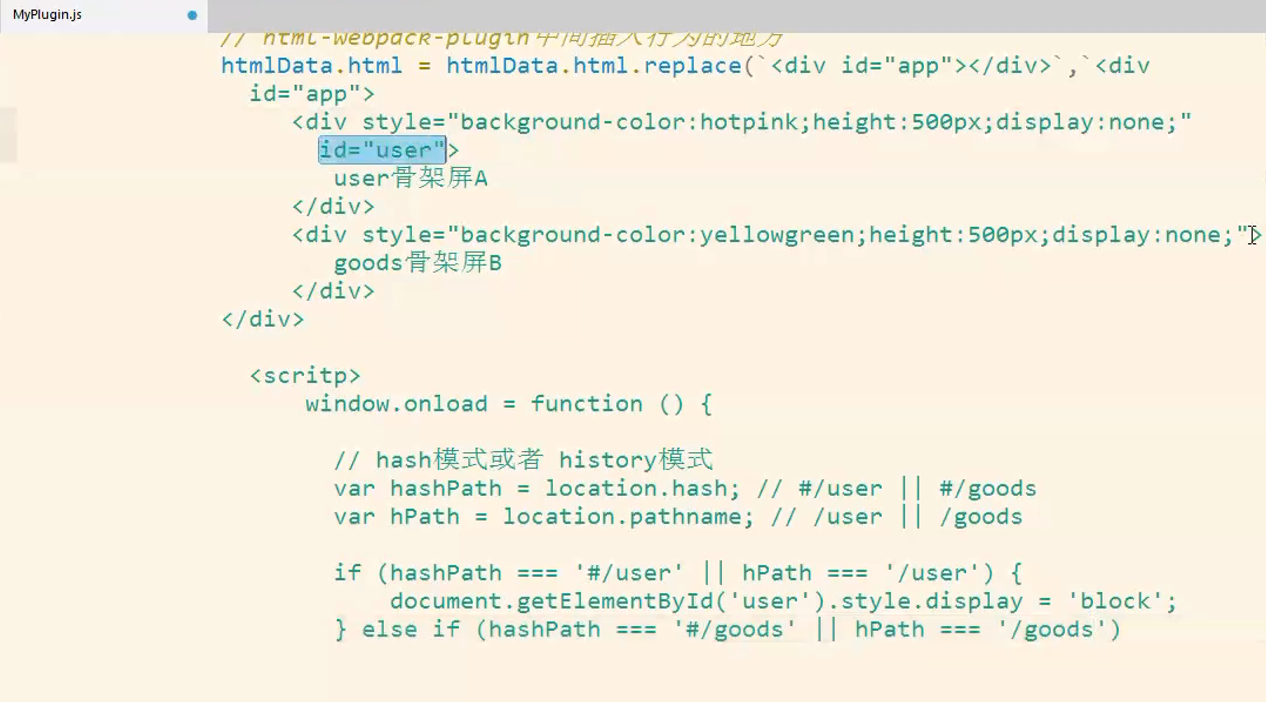 MyPlugin.js
// html-webpack-plugin中间插入行为的地方
htmlData.html = htmlData.html.replace(`<div id="app"></div>`,`<div
id="app">
<div style="background-color:hotpink;height:500px;display:none;"
id="user">
user骨架屏A
</div>
<div style="background-color:yellowgreen;height:500px;display:none;">
goods骨架屏B
</div>
</div>
<scritp>
window.onload = function () {
// hash模式或者 history模式
var hashPath = location.hash; // #/user || #/goods
var hPath = location.pathname; // /user || /goods
if (hashPath === '#/user' || hPath === '/user') {
document.getElementById('user').style.display = 'block';
} else if (hashPath === '#/goods' || hPath === '/goods')